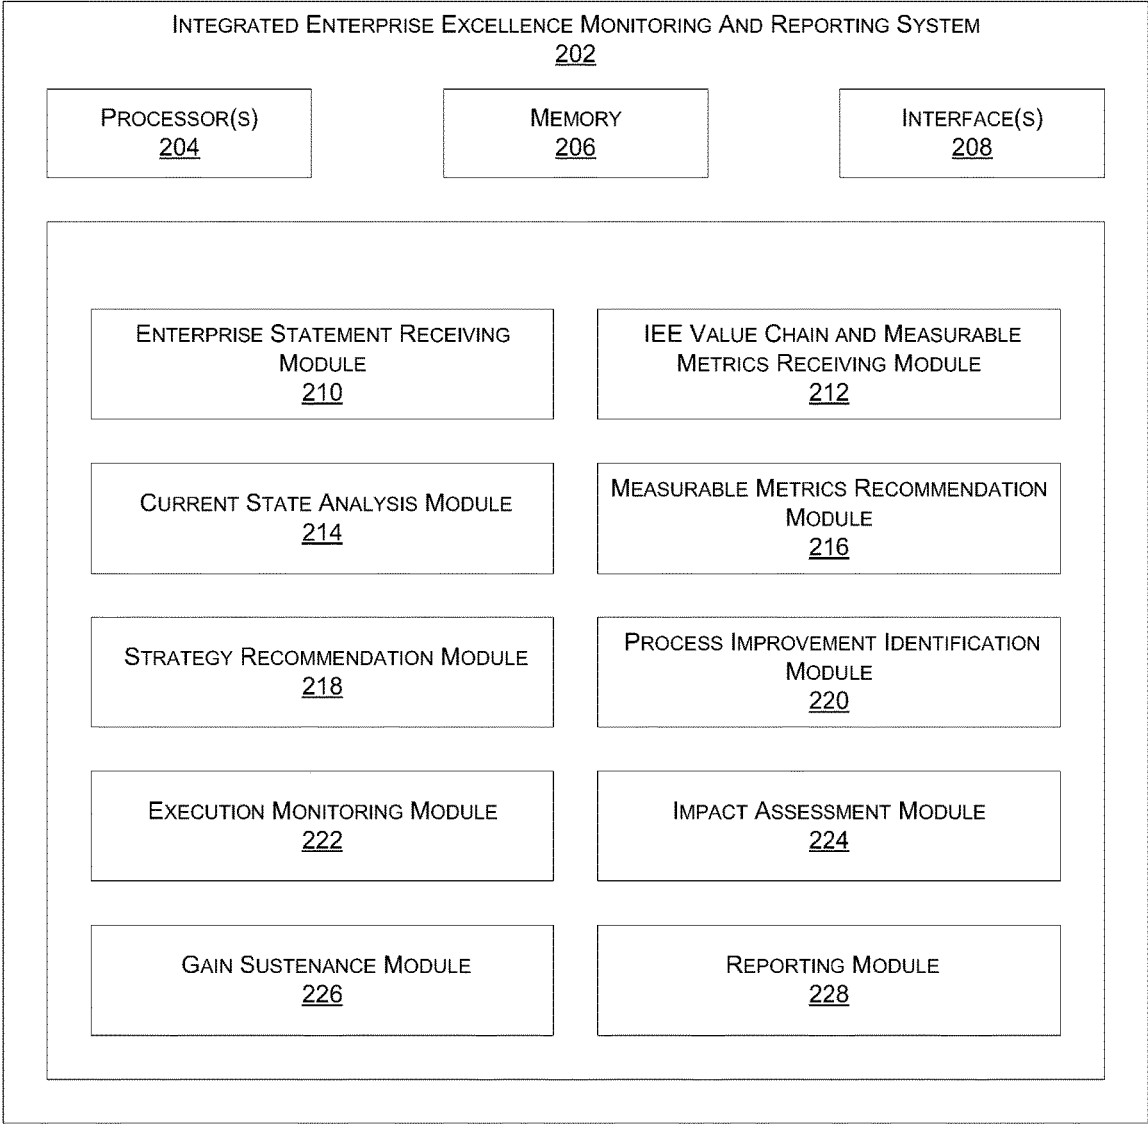 INTEGRATED ENTERPRISE EXCELLENCE MONITORING AND REPORTING SYSTEM
202
PROCESSOR(S)
204
MEMORY
206
INTERFACE(S)
208
ENTERPRISE STATEMENT RECEIVING
MODULE
210
IEE VALUE CHAIN AND MEASURABLE
METRICS RECEIVING MODULE
212
CURRENT STATE ANALYSIS MODULE
214
MEASURABLE METRICS RECOMMENDATION
MODULE
216
STRATEGY RECOMMENDATION MODULE
218
PROCESS IMPROVEMENT IDENTIFICATION
MODULE
220
EXECUTION MONITORING MODULE
222
IMPACT ASSESSMENT MODULE
224
GAIN SUSTENANCE MODULE
226
REPORTING MODULE
228